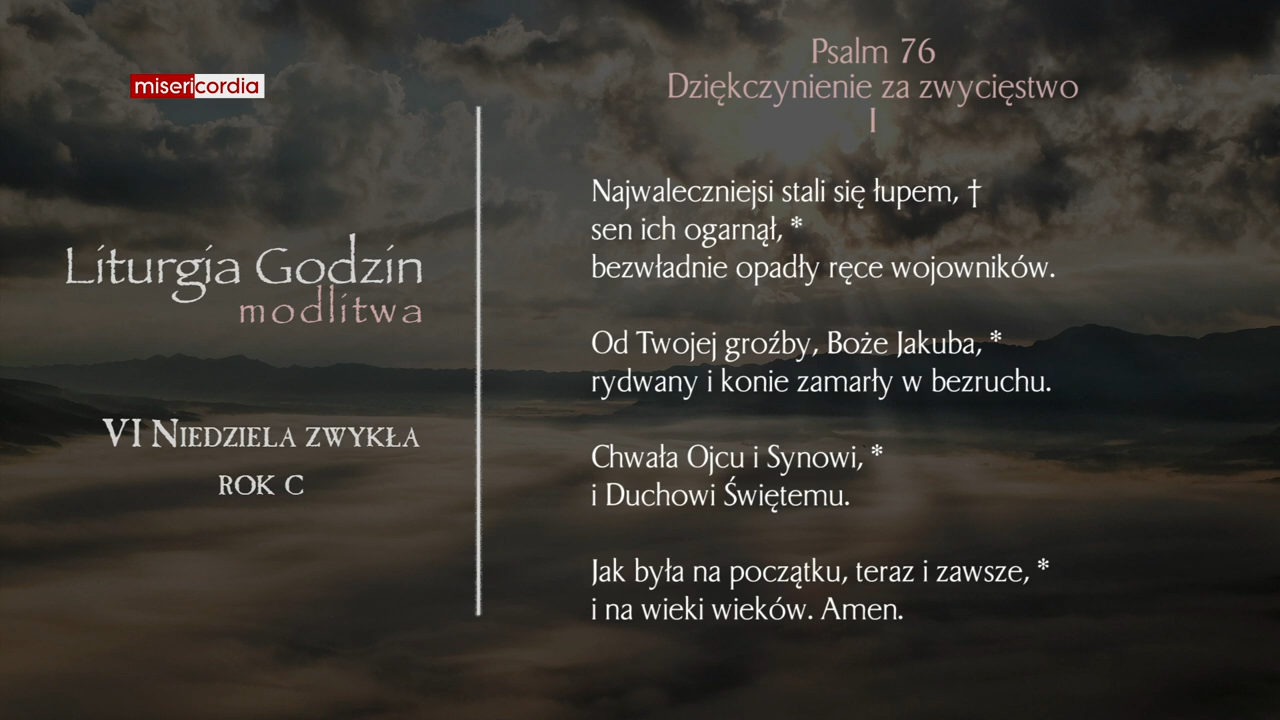 misericordia
Liturgia Godzin
modlitwa
VI Niedziela zwykła
rok C
Psalm 76
Dziękczynienie za zwycięstwo
I
Najwaleczniejsi stali się łupem, †
sen ich ogarnął, *
bezwładnie opadły ręce wojowników.
Od Twojej groźby, Boże Jakuba, *
rydwany i konie zamarły w bezruchu.
Chwała Ojcu i Synowi, *
i Duchowi Świętemu.
Jak była na początku, teraz i zawsze, *
i na wieki wieków. Amen.